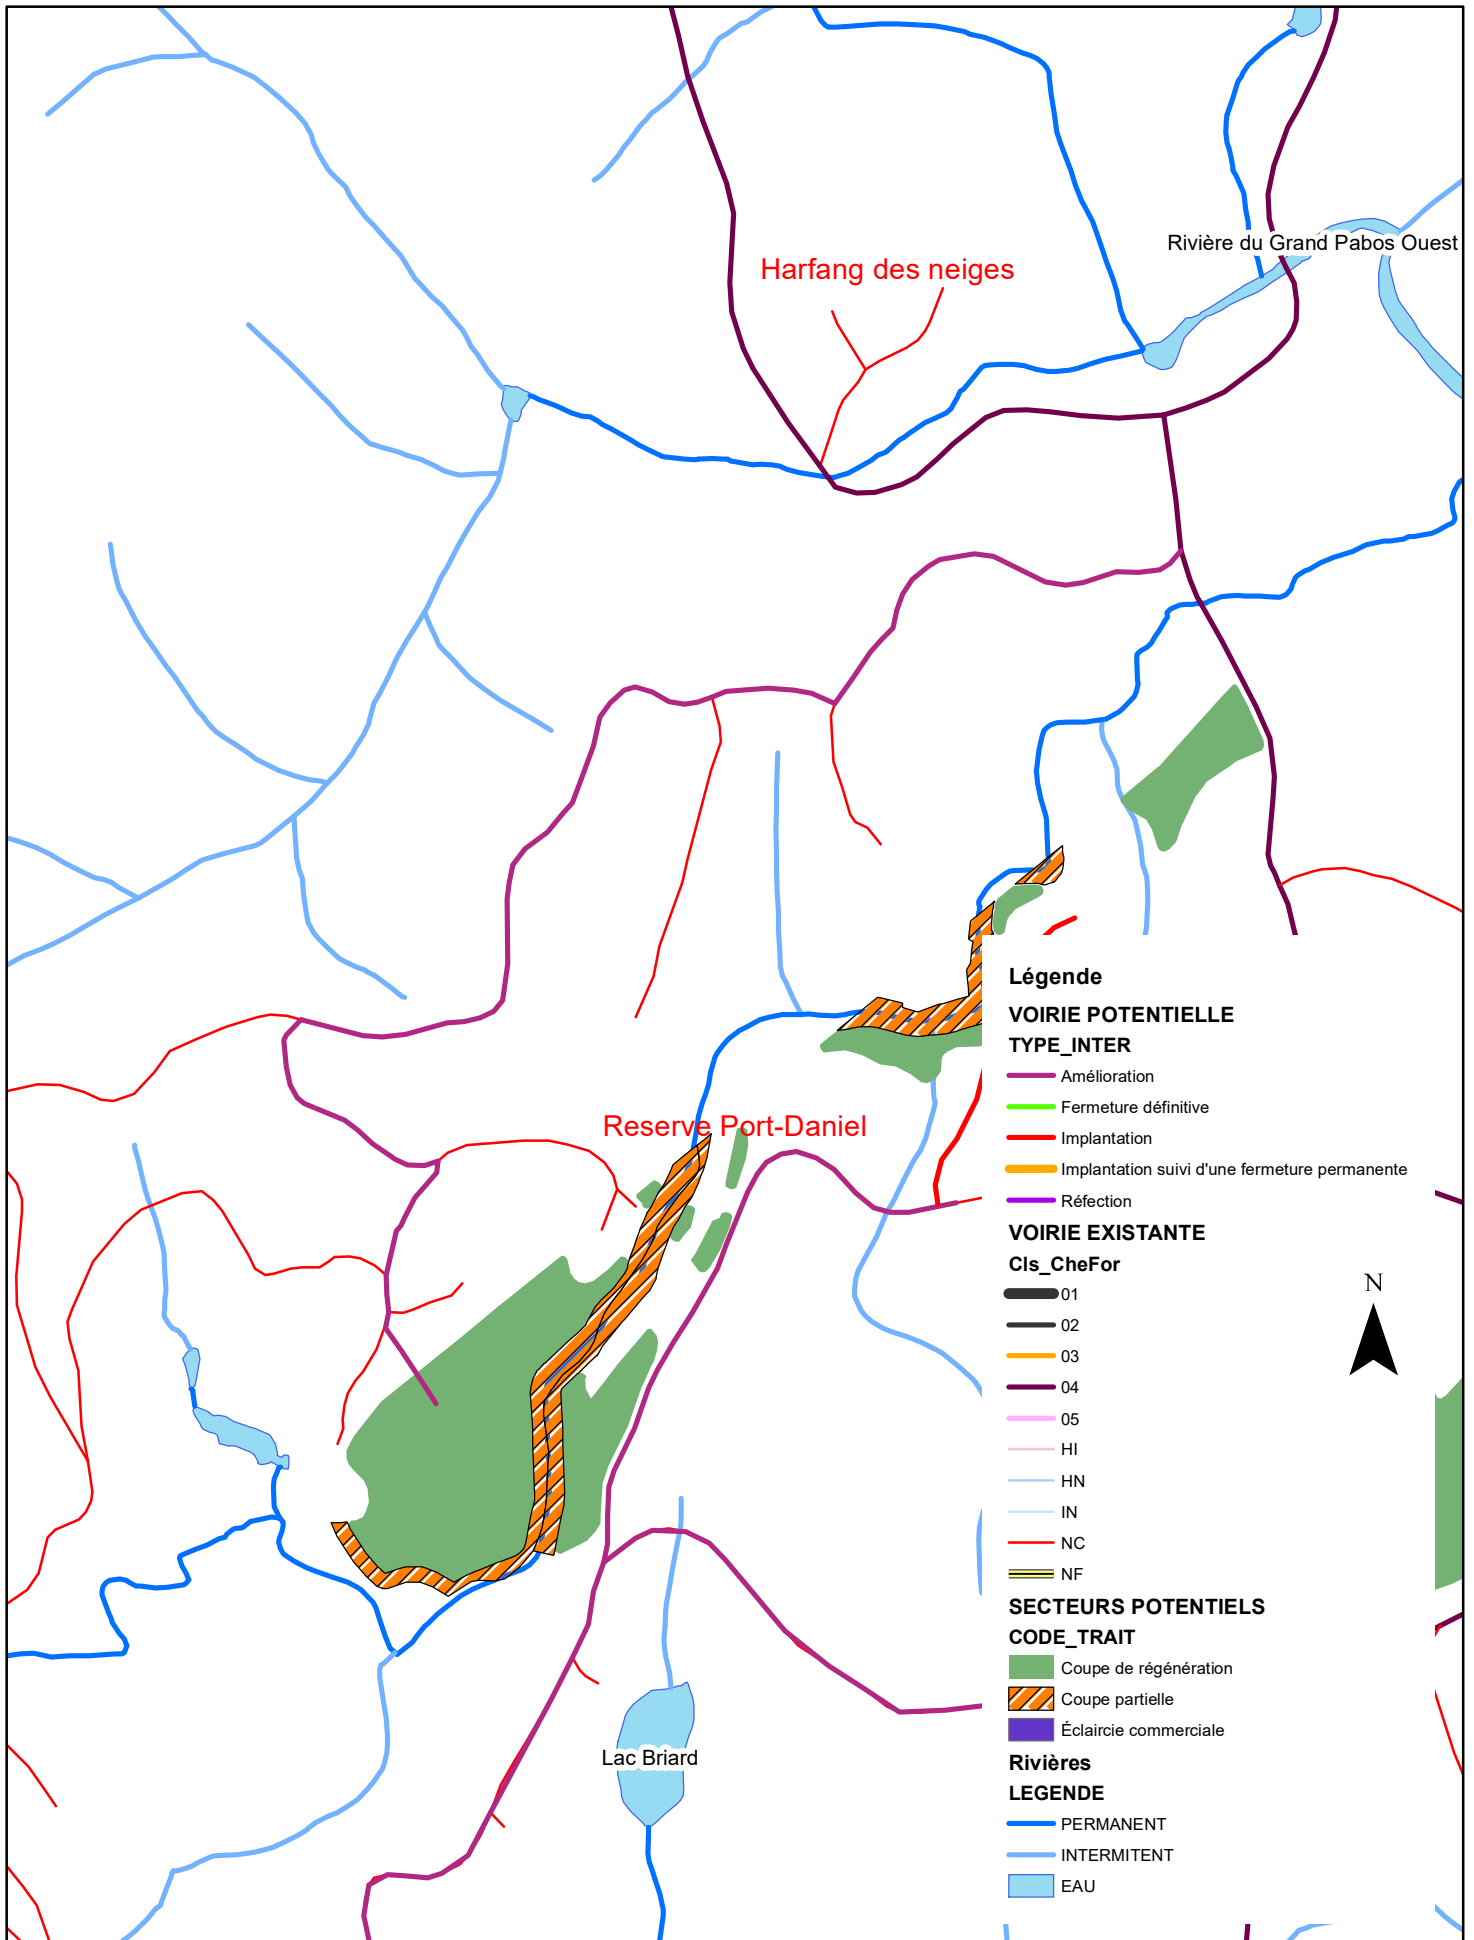 Rivière du Grand Pabos Ouest
Harfang des neiges
Reserve Port-Daniel
Lac Briard
Légende
VOIRIE POTENTIELLE
TYPE_INTER
Amélioration
Fermeture définitive
Implantation
Implantation suivi d'une fermeture permanente
Réfection
VOIRIE EXISTANTE
Cls_CheFor
01
02
03
04
05
HI
HN
IN
NC
NF
SECTEURS POTENTIELS
CODE_TRAIT
Coupe de régénération
Coupe partielle
Éclaircie commerciale
Rivières
LEGENDE
PERMANENT
INTERMITENT
EAU
N